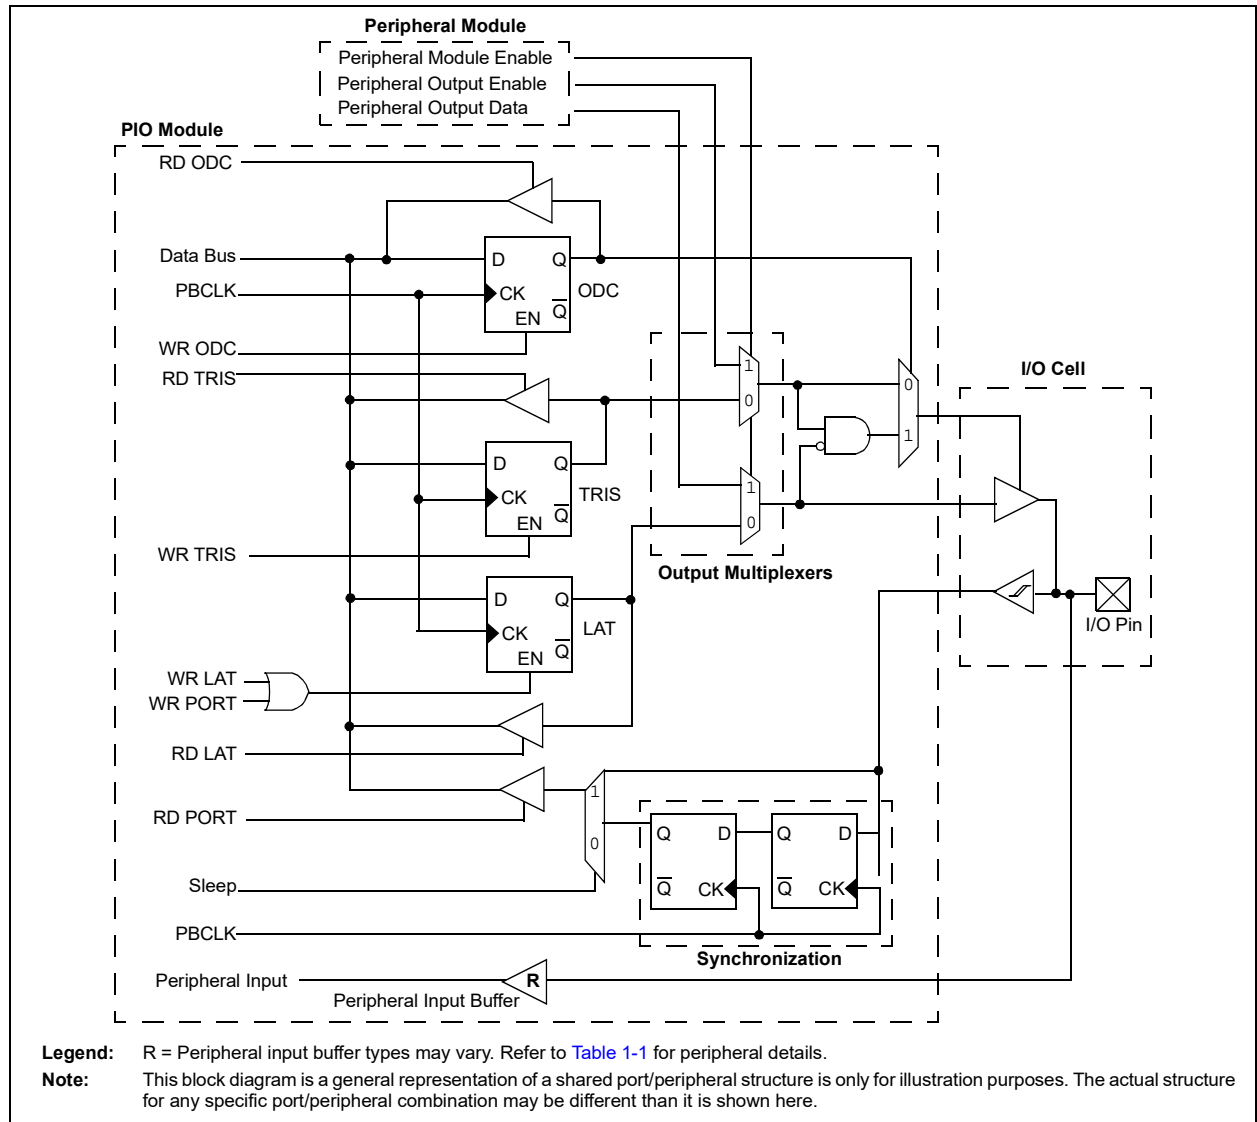 Peripheral Module
Peripheral Module Enable
Peripheral Output Enable
Peripheral Output Data
PIO Module
RD ODC
Data Bus
D Q
PBCLK
CK
ODC
Q
EN
WR ODC
RD TRIS
1
0
I/O Cell
0
1
D Q
CK
TRIS
Q
EN
1
0
WR TRIS
Output Multiplexers
D Q
CK
LAT
Q
EN
I/O Pin
WR LAT
WR PORT
RD LAT
1
RD PORT
0
Q D
Q D
Q CK
Q CK
Sleep
PBCLK
Synchronization
Peripheral Input
R
Peripheral Input Buffer
Legend: R = Peripheral input buffer types may vary. Refer to Table 1-1 for peripheral details.
Note: This block diagram is a general representation of a shared port/peripheral structure is only for illustration purposes. The actual structure
for any specific port/peripheral combination may be different than it is shown here.